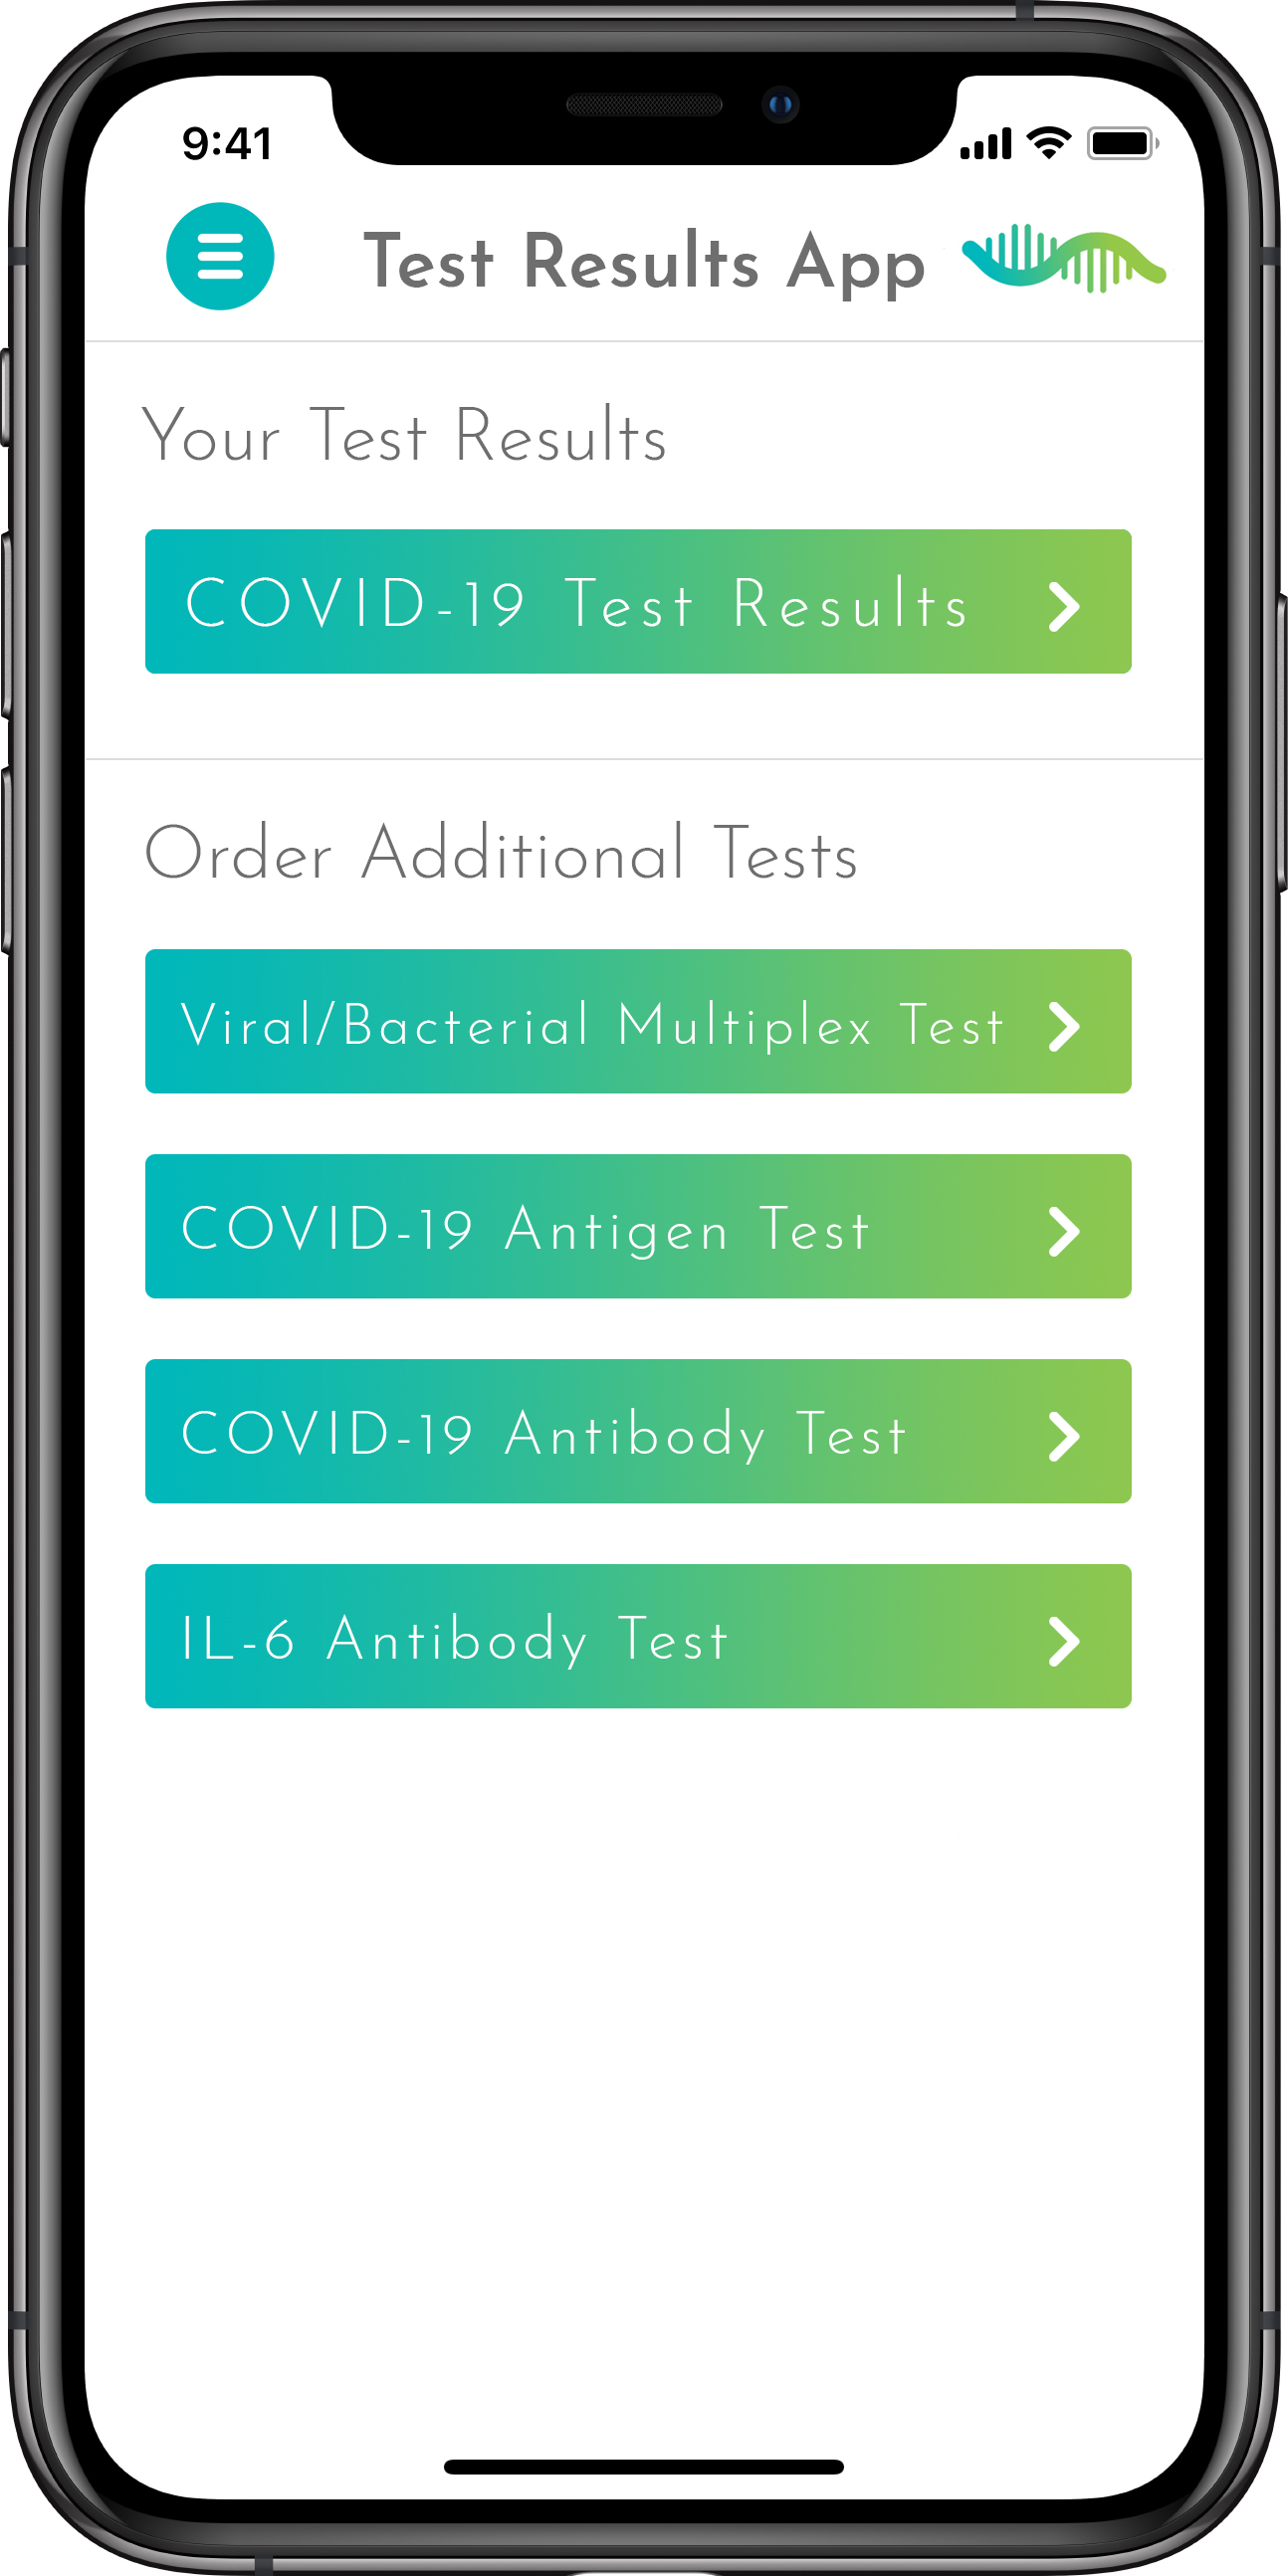 9:41
Test Results App
Your Test Results
COVID-19 Test Results
Order Additional Tests
Viral/Bacterial Multiplex Test
COVID-19 Antigen Test
COVID-19 Antibody Test
IL-6 Antibody Test